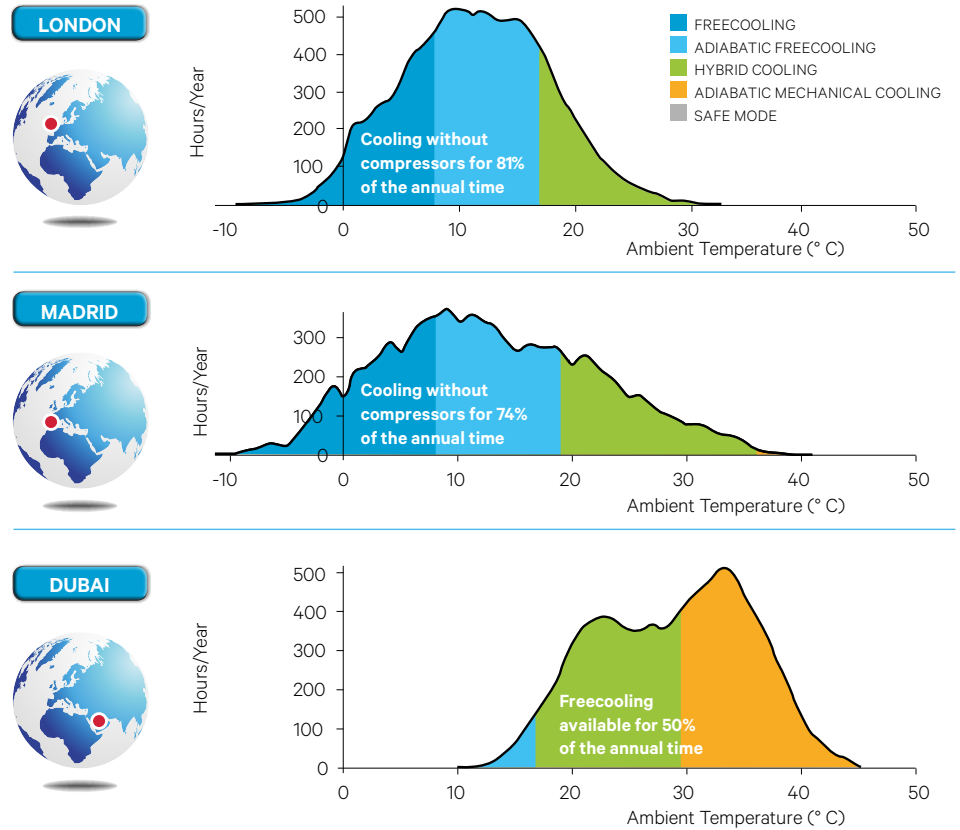 LONDON
FREECOOLING
ADIABATIC FREECOOLING
HYBRID COOLING
ADIABATIC MECHANICAL COOLING
SAFE MODE
Hours/Year
500
400
300
200
100
0
Cooling without
compressors for 81%
of the annual time
-10 0 10 20 30 40 50
Ambient Temperature (° C)
MADRID
Hours/Year
300
200
100
0
Cooling without
compressors for 74%
of the annual time
-10 0 10 20 30 40 50
Ambient Temperature (° C)
DUBAI
Hours/Year
500
400
300
200
100
0
Freecooling
available for 50%
of the annual time
0 10 20 30 40 50
Ambient Temperature (° C)